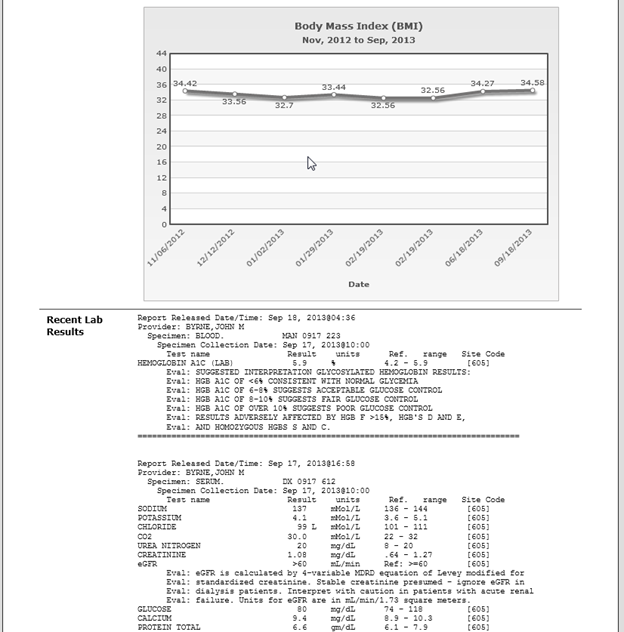 Body Mass Index (BMI)
Nov, 2012 to Sep, 2013
44
40
36
32
28
24
20
16
12
8
4
0
34.42
33.56
32.7
33.44
32.56
32.56
34.27
34.58
11/06/2012
12/12/2012
01/02/2013
01/29/2013
02/19/2013
02/19/2013
06/18/2013
09/18/2013
Date
Recent Lab
Results
Report Released Date/Time: Sep 18, 2013@04:36
Provider: BYRNE,JOHN M
Specimen: BLOOD. MAN 0917 223
Specimen Collection Date: Sep 17, 2013@10:00
Test name Result units Ref. range Site Code
HEMOGLOBIN A1C (LAB) 5.9 % 4.2 - 5.9 [605]
Eval: SUGGESTED INTERPRETATION GLYCOSYLATED HEMOGLOBIN RESULTS:
Eval: HGB A1C OF <6% CONSISTENT WITH NORMAL GLYCEMIA
Eval: HGB A1C OF 6-8% SUGGESTS ACCEPTABLE GLUCOSE CONTROL
Eval: HGB A1C OF 8-10% SUGGESTS FAIR GLUCOSE CONTROL
Eval: HGB A1C OF OVER 10% SUGGESTS POOR GLUCOSE CONTROL
Eval: RESULTS ADVERSELY AFFECTED BY HGB F >15%, HGB'S D AND E,
Eval: AND HOMOZYGOUS HGBS S AND C.
===============================================================================
Report Released Date/Time: Sep 17, 2013@16:58
Provider: BYRNE,JOHN M
Specimen: SERUM. DX 0917 612
Specimen Collection Date: Sep 17, 2013@10:00
Test name Result units Ref. range Site Code
SODIUM 137 mMol/L 136 - 144 [605]
POTASSIUM 4.1 mMol/L 3.6 - 5.1 [605]
CHLORIDE 99 L mMol/L 101 - 111 [605]
CO2 30.0 mMol/L 22 - 32 [605]
UREA NITROGEN 20 mg/dL 8 - 20 [605]
CREATININE 1.08 mg/dL .64 - 1.27 [605]
eGFR >60 mL/min Ref: >=60 [605]
Eval: eGFR is calculated by 4-variable MDRD equation of Levey modified for
Eval: standardized creatinine. Stable creatinine presumed - ignore eGFR in
Eval: dialysis patients. Interpret with caution in patients with acute renal
Eval: failure. Units for eGFR are in mL/min/1.73 square meters.
GLUCOSE 80 mg/dL 74 - 118 [605]
CALCIUM 9.4 mg/dL 8.9 - 10.3 [605]
PROTEIN TOTAL 6.6 gm/dL 6.1 - 7.9 [605]